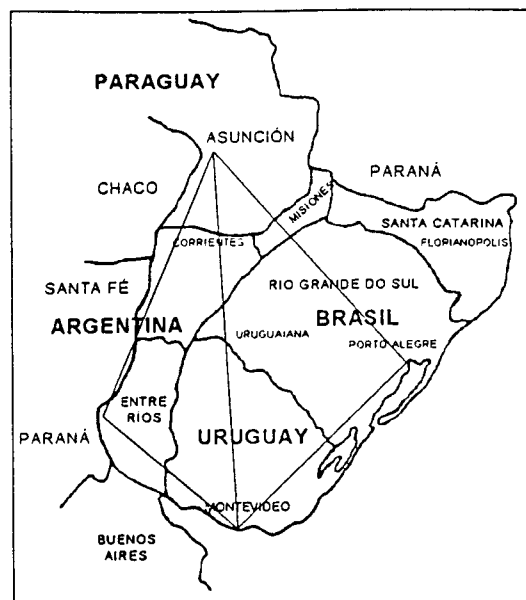 PARAGUAY
ASUNCIÓN
PARANÁ
CHACO
MISIONES
SANTA CATARINA
FLORIANOPOLIS
CORRIENTES
SANTA FÉ
RIO GRANDE DO SUL
ARGENTINA
BRASIL
URUGUAIANA
PORTO ALEGRE
ENTRE
RÍOS
PARANÁ
URUGUAY
MONTEVIDEO
BUENOS
AIRES